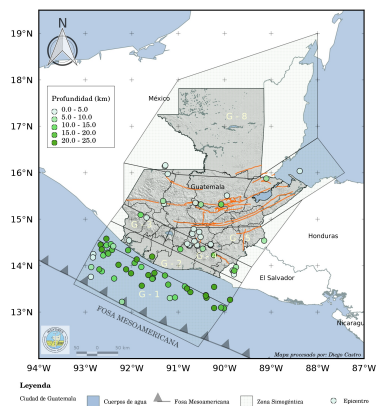 N
19°N
18°N
17°N
16°N
15°N
14°N
13°N
Profundidad (km)
0.0 - 5.0
5.0 - 10.0
10.0 - 15.0
15.0 - 20.0
20.0 - 25.0
México
G - 8
Guatemala
Honduras
El Salvador
G - 1
FOSA MESOAMERICANA
Nicaragu
Mapa procesado por: Diego Castro
94°W
93°W
92°W
91°W
90°W
89°W
88°W
87°W
Leyenda
Ciudad de Guatemala
Cuerpos de agua
Fosa Mesoamericana
Zona Sismogénica
Epicentro